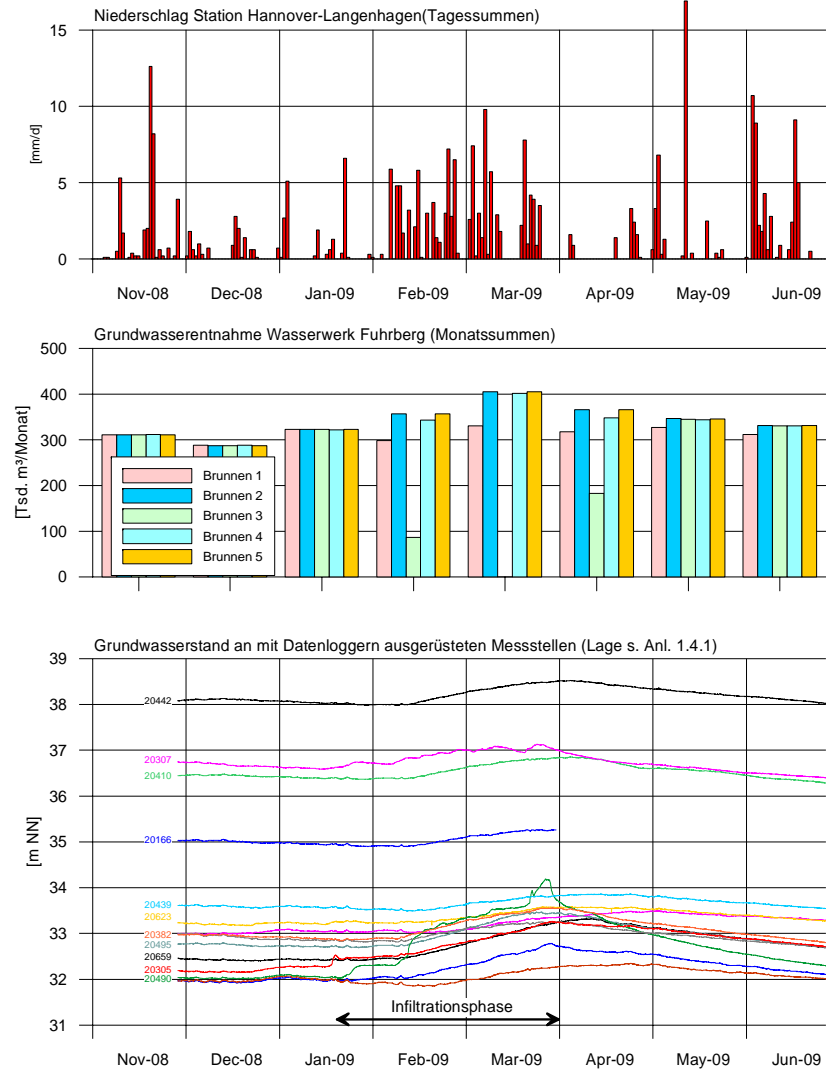 Niederschlag Station Hannover-Langenhagen(Tagessummen)
15
10
5
0
[mm/d]
Nov-08 Dec-08 Jan-09 Feb-09 Mar-09 Apr-09 May-09 Jun-09
Grundwasserentnahme Wasserwerk Fuhrberg (Monatssummen)
500
400
300
200
100
0
[Tsd. m³/Monat]
Brunnen 1
Brunnen 2
Brunnen 3
Brunnen 4
Brunnen 5
Grundwasserstand an mit Datenloggern ausgerüsteten Messstellen (Lage s. Anl. 1.4.1)
39
38
37
36
35
34
33
32
31
[m NN]
20442
20307
20410
20166
20439
20623
20382
20495
20659
20305
20490
Infiltrationsphase
Nov-08 Dec-08 Jan-09 Feb-09 Mar-09 Apr-09 May-09 Jun-09